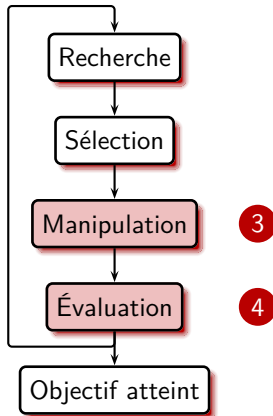 Recherche
Sélection
Manipulation 3
Évaluation 4
Objectif atteint